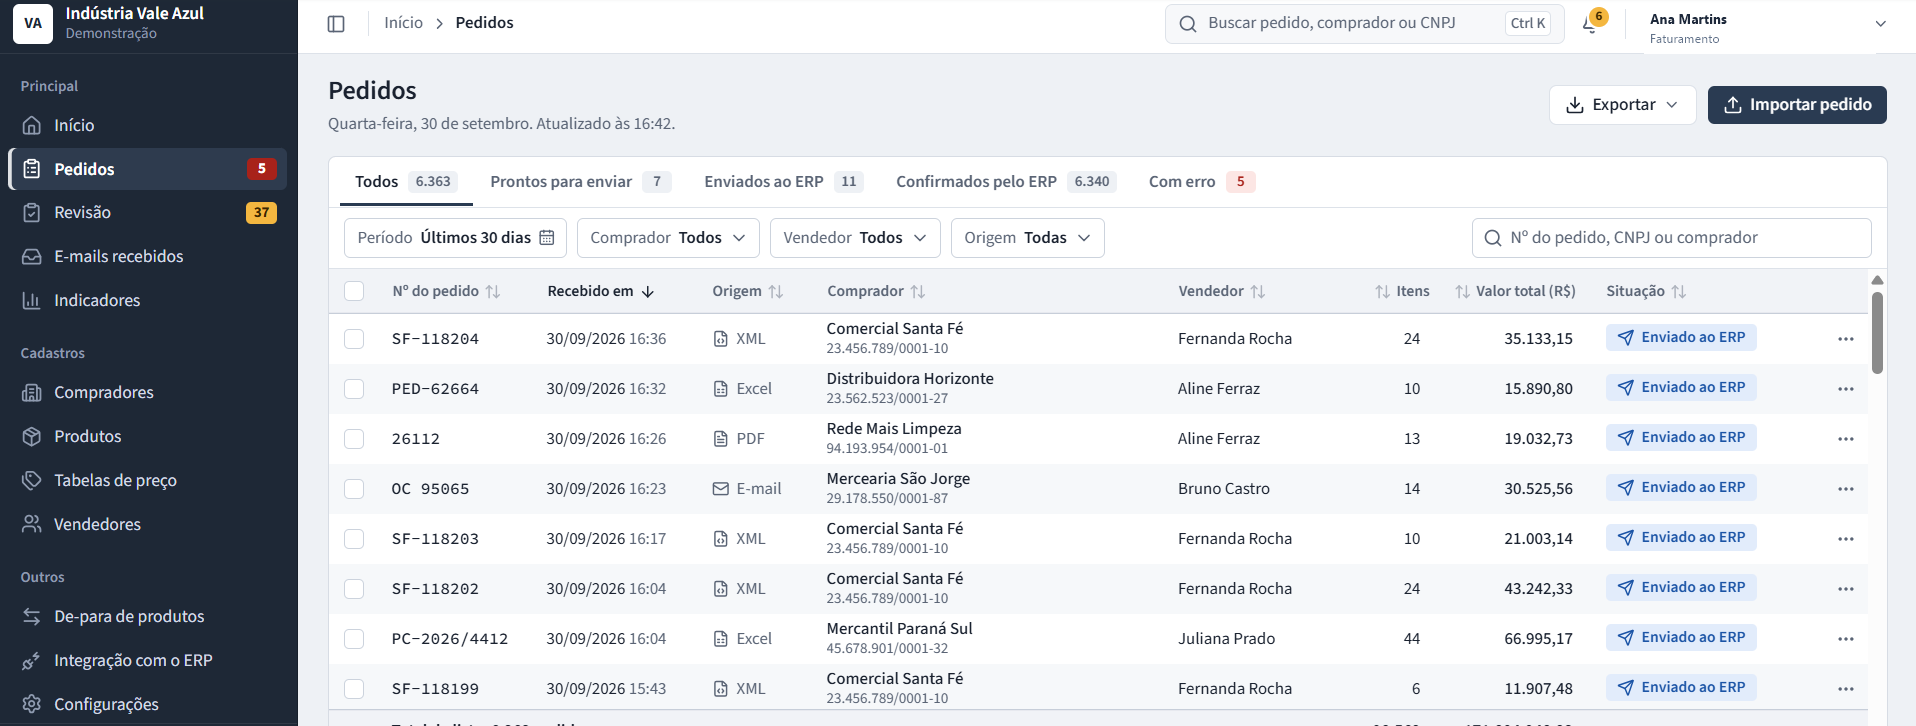 VA
Indústria Vale Azul
Demonstração
Principal
Início
Pedidos 5
Revisão 37
E-mails recebidos
Indicadores
Cadastros
Compradores
Produtos
Tabelas de preço
Vendedores
Outros
De-para de produtos
Integração com o ERP
Configurações
Início > Pedidos
Buscar pedido, comprador ou CNPJ Ctrl K
6
Ana Martins
Faturamento
Pedidos
Quarta-feira, 30 de setembro. Atualizado às 16:42.
Exportar
Importar pedido
Todos 6.363 Prontos para enviar 7 Enviados ao ERP 11 Confirmados pelo ERP 6.340 Com erro 5
Período Últimos 30 dias Comprador Todos Vendedor Todos Origem Todas Nº do pedido, CNPJ ou comprador
Nº do pedido Recebido em Origem Comprador Vendedor Itens Valor total (R$) Situação
SF-118204 30/09/2026 16:36 XML Comercial Santa Fé Fernanda Rocha 24 35.133,15 Enviado ao ERP
23.456.789/0001-10
PED-62664 30/09/2026 16:32 Excel Distribuidora Horizonte Aline Ferraz 10 15.890,80 Enviado ao ERP
23.562.523/0001-27
26112 30/09/2026 16:26 PDF Rede Mais Limpeza Aline Ferraz 13 19.032,73 Enviado ao ERP
94.193.954/0001-01
OC 95065 30/09/2026 16:23 E-mail Mercearia São Jorge Bruno Castro 14 30.525,56 Enviado ao ERP
29.178.550/0001-87
SF-118203 30/09/2026 16:17 XML Comercial Santa Fé Fernanda Rocha 10 21.003,14 Enviado ao ERP
23.456.789/0001-10
SF-118202 30/09/2026 16:04 XML Comercial Santa Fé Fernanda Rocha 24 43.242,33 Enviado ao ERP
23.456.789/0001-10
PC-2026/4412 30/09/2026 16:04 Excel Mercantil Paraná Sul Juliana Prado 44 66.995,17 Enviado ao ERP
45.678.901/0001-32
SF-118199 30/09/2026 15:43 XML Comercial Santa Fé Fernanda Rocha 6 11.907,48 Enviado ao ERP
23.456.789/0001-10